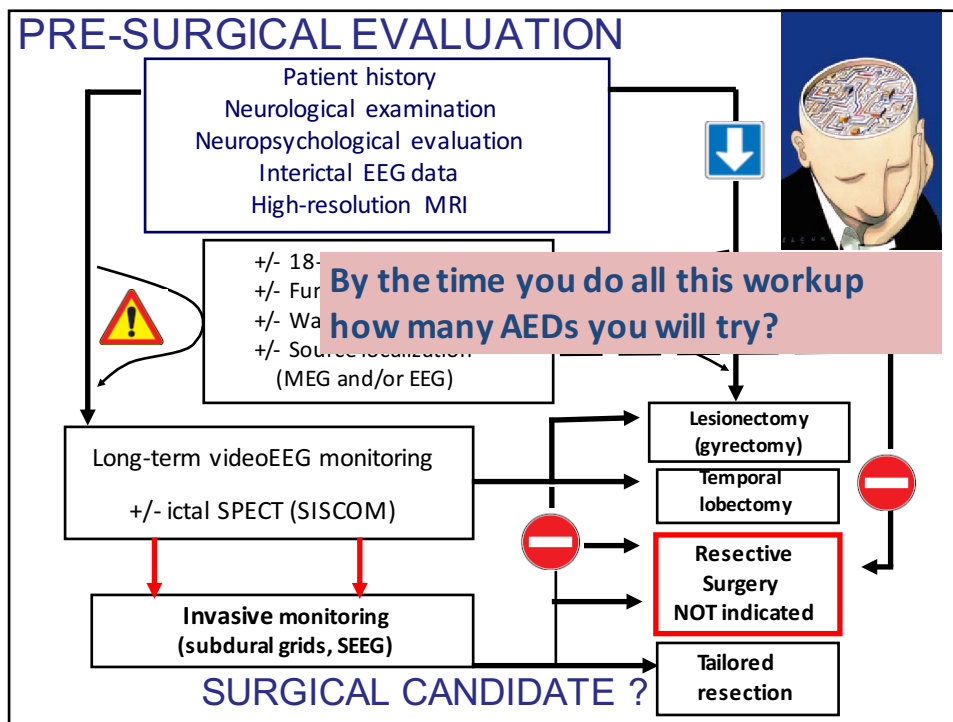 PRE-SURGICAL EVALUATION
Patient history
Neurological examination
Neuropsychological evaluation
Interictal EEG data
High-resolution MRI
+/- 18-
+/- Fun
+/- Wa
+/- Source localization
(MEG and/or EEG)
By the time you do all this workup
how many AEDs you will try?
Long-term videoEEG monitoring
+/- ictal SPECT (SISCOM)
Invasive monitoring
(subdural grids, SEEG)
Lesionectomy
(gyrectomy)
Temporal
lobectomy
Resective
Surgery
NOT indicated
Tailored
resection
SURGICAL CANDIDATE ?